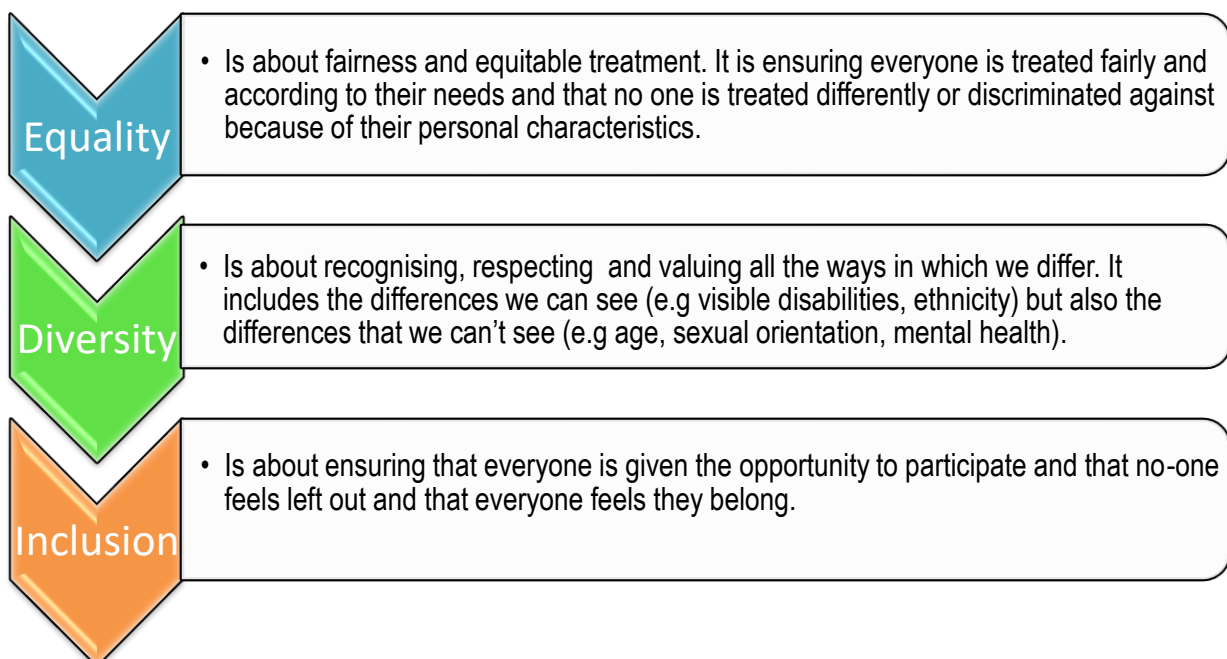 Equality
• Is about fairness and equitable treatment. It is ensuring everyone is treated fairly and
according to their needs and that no one is treated differently or discriminated against
because of their personal characteristics.
Diversity
• Is about recognising, respecting  and valuing all the ways in which we differ. It
includes the differences we can see (e.g visible disabilities, ethnicity) but also the
differences that we can't see (e.g age, sexual orientation, mental health).
Inclusion
• Is about ensuring that everyone is given the opportunity to participate and that no-one
feels left out and that everyone feels they belong.